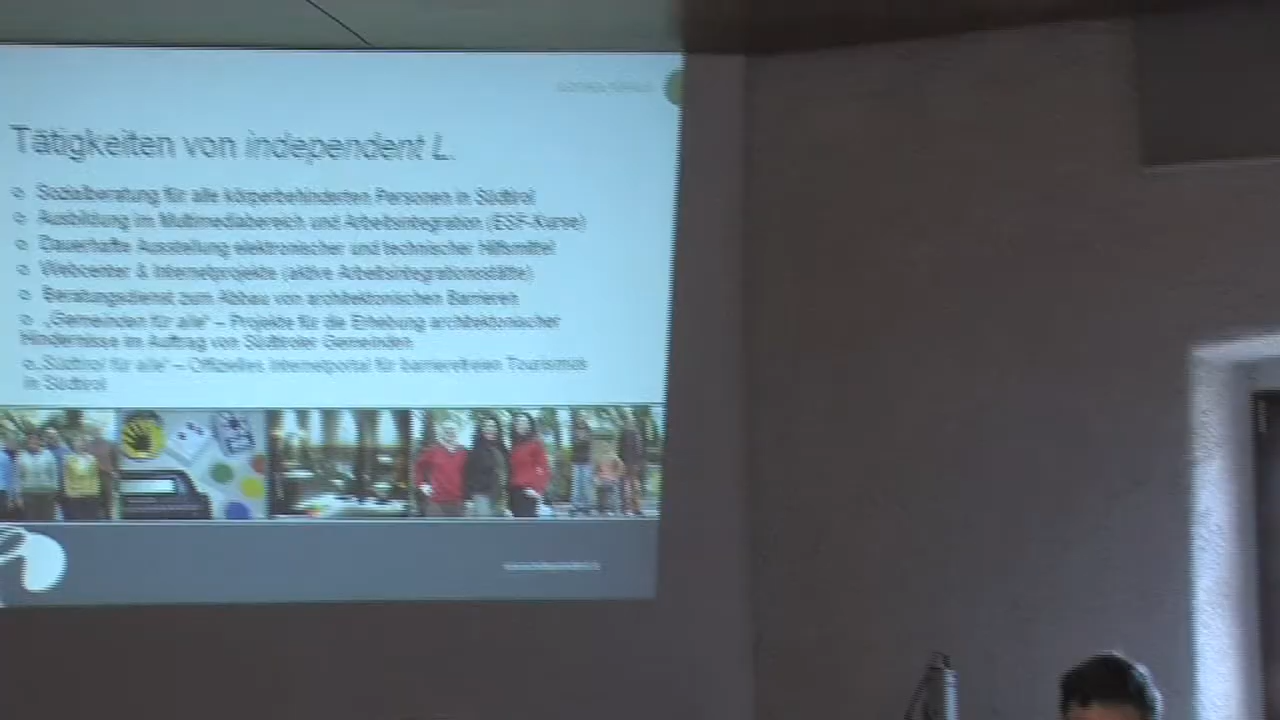 Tätigkeiten von independent L.
Sozialberatung für alle körperbehinderten Personen in Südtirol
Ausbildung im Multimediabereich und Arbeitsintegration (ESF-Kurse)
Dauerhafte Ausstellung elektronischer und technischer Hilfsmittel
Webcenter & Internetprojekte (aktive Arbeitsintegrationsstätte)
Beratungsdienst zum Abbau von architektonischen Barrieren
„Gemeinden für alle“ – Projekte für die Erhebung architektonischer
Hindernisse im Auftrag von Südtiroler Gemeinden
„Südtirol für alle“ – Offizielles Internetportal für barrierefreien Tourismus
in Südtirol